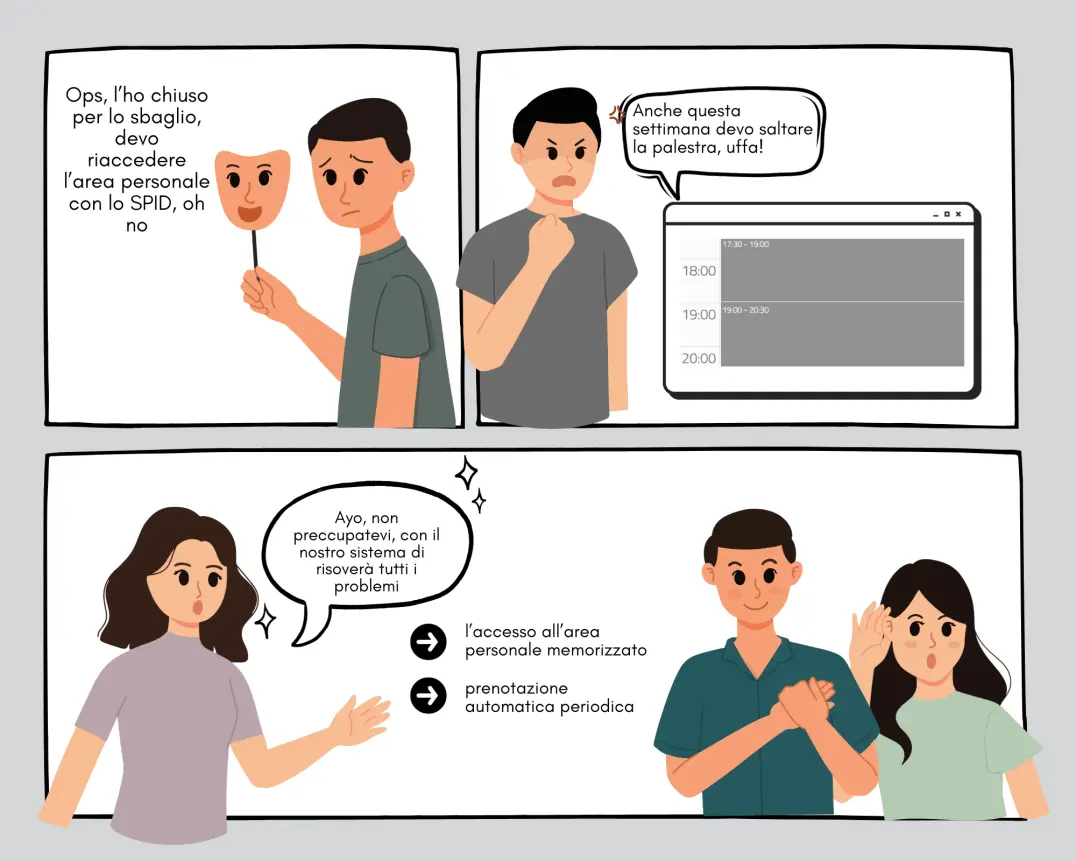 Ops, l'ho chiuso
per lo sbaglio,
devo
riaccedere
l'area personale
con lo SPID, oh
no
Anche questa
settimana devo saltare
la palestra, uffa!
17:30 - 19:00
18:00
19:00
19:00 - 20:30
20:00
Ayo, non
preccupatevi, con il
nostro sistema di
risoverà tutti i
problemi
l'accesso all'area
personale memorizzato
prenotazione
automatica periodica